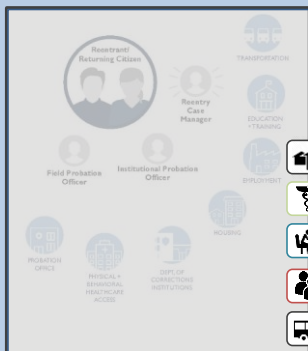 Reentrant/
Returning Citizen
TRANSPORTATION
Reentry
Case
Manager
EDUCATION
+ TRAINING
Field Probation
Officer
Institutional Probation
Officer
EMPLOYMENT
HOUSING
PROBATION
OFFICE
PHYSICAL +
BEHAVIORAL
HEALTHCARE
ACCESS
DEPT. OF
CORRECTIONS
INSTITUTIONS